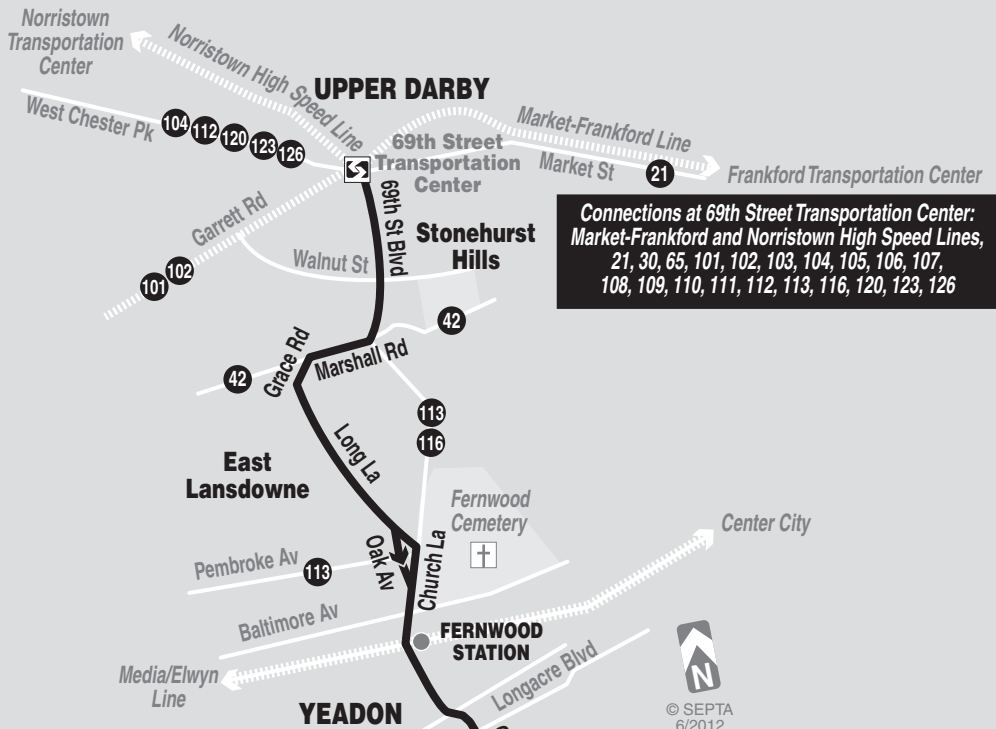 Norristown
Transportation
Center
Norristown High Speed Line
UPPER DARBY
West Chester Pk
104
112
120
123
126
69th Street
Transportation
Center
Market-Frankford Line
Market St
21
Frankford Transportation Center
Connections at 69th Street Transportation Center:
Market-Frankford and Norristown High Speed Lines,
21, 30, 65, 101, 102, 103, 104, 105, 106, 107,
108, 109, 110, 111, 112, 113, 116, 120, 123, 126
Garrett Rd
69th St Blvd
Stonehurst
Hills
Walnut St
101
102
42
Grace Rd
Marshall Rd
42
113
116
Long La
East
Lansdowne
Fernwood
Cemetery
Center City
Oak Av
Church La
Pembroke Av
113
Baltimore Av
FERNWOOD
STATION
Media/Elwyn
Line
Longacre Blvd
N
YEADON
© SEPTA
6/2012